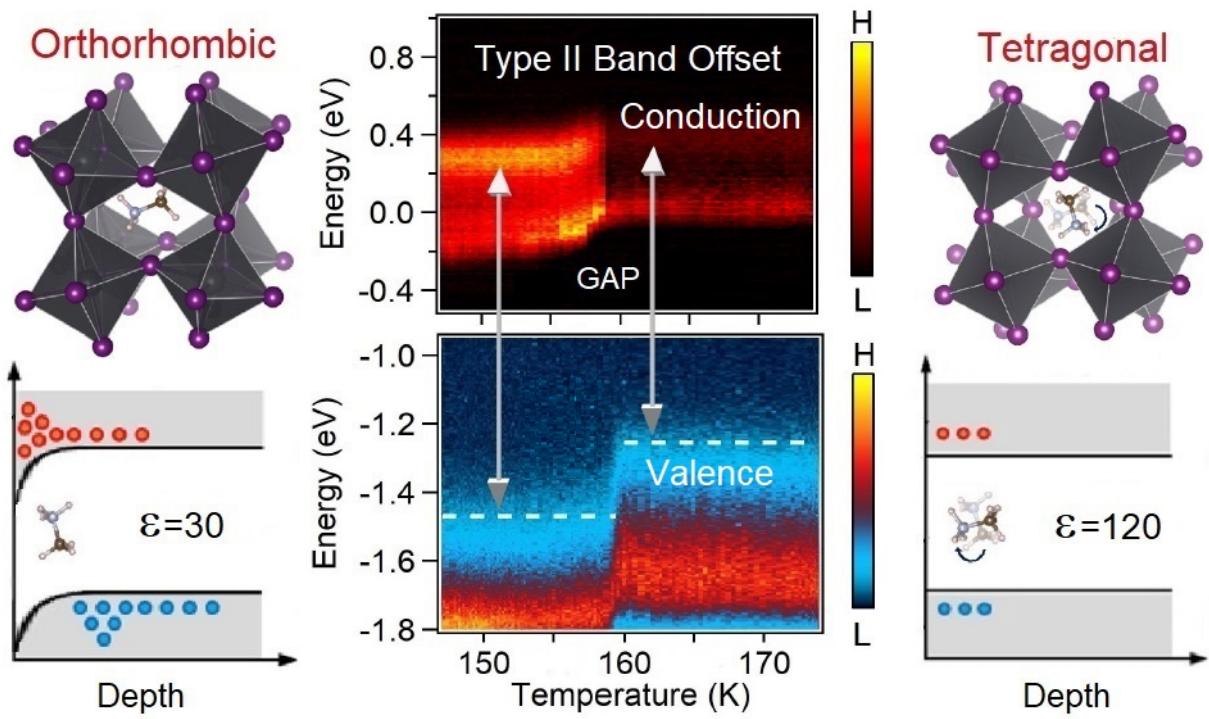 Orthorhombic
Type II Band Offset
Conduction
GAP
Energy (eV)
0.8
0.4
0.0
-0.4
H
L
Tetragonal
Energy (eV)
-1.0
-1.2
-1.4
-1.6
-1.8
Valence
H
L
150
160
170
Temperature (K)
ε=30
Depth
ε=120
Depth